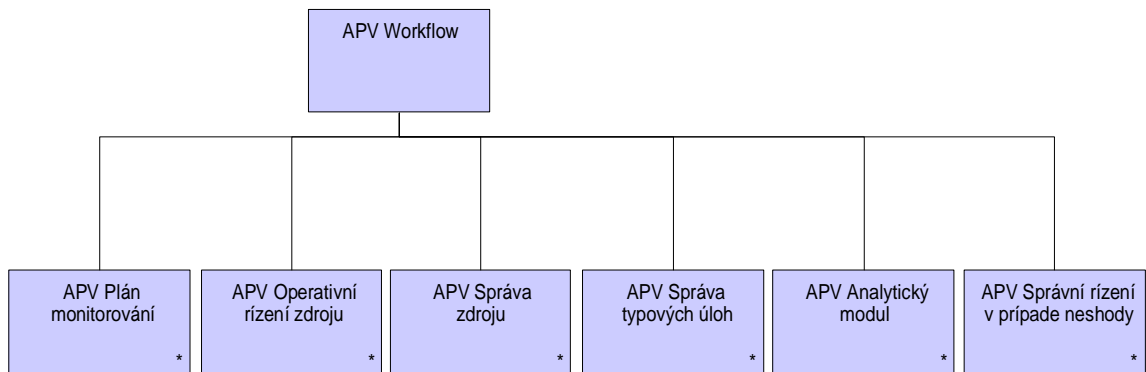 APV Workflow
APV Plán
monitorování
*
APV Operativní
rízení zdroju
*
APV Správa
zdroju
*
APV Správa
typových úloh
*
APV Analytický
modul
*
APV Správní rízení
v prípade neshody
*